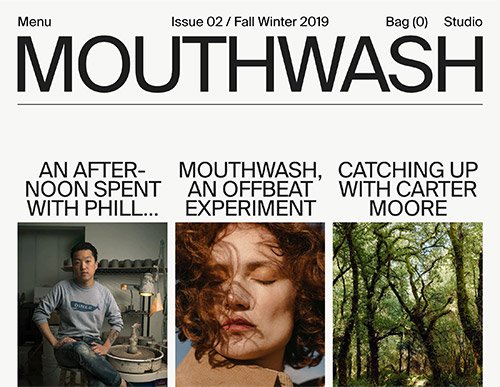 Menu Issue 02 / Fall Winter 2019 Bag (0) Studio
MOUTHWASH
AN AFTER-
NOON SPENT
WITH PHILL...
MOUTHWASH,
AN OFFBEAT
EXPERIMENT
CATCHING UP
WITH CARTER
MOORE
DINER